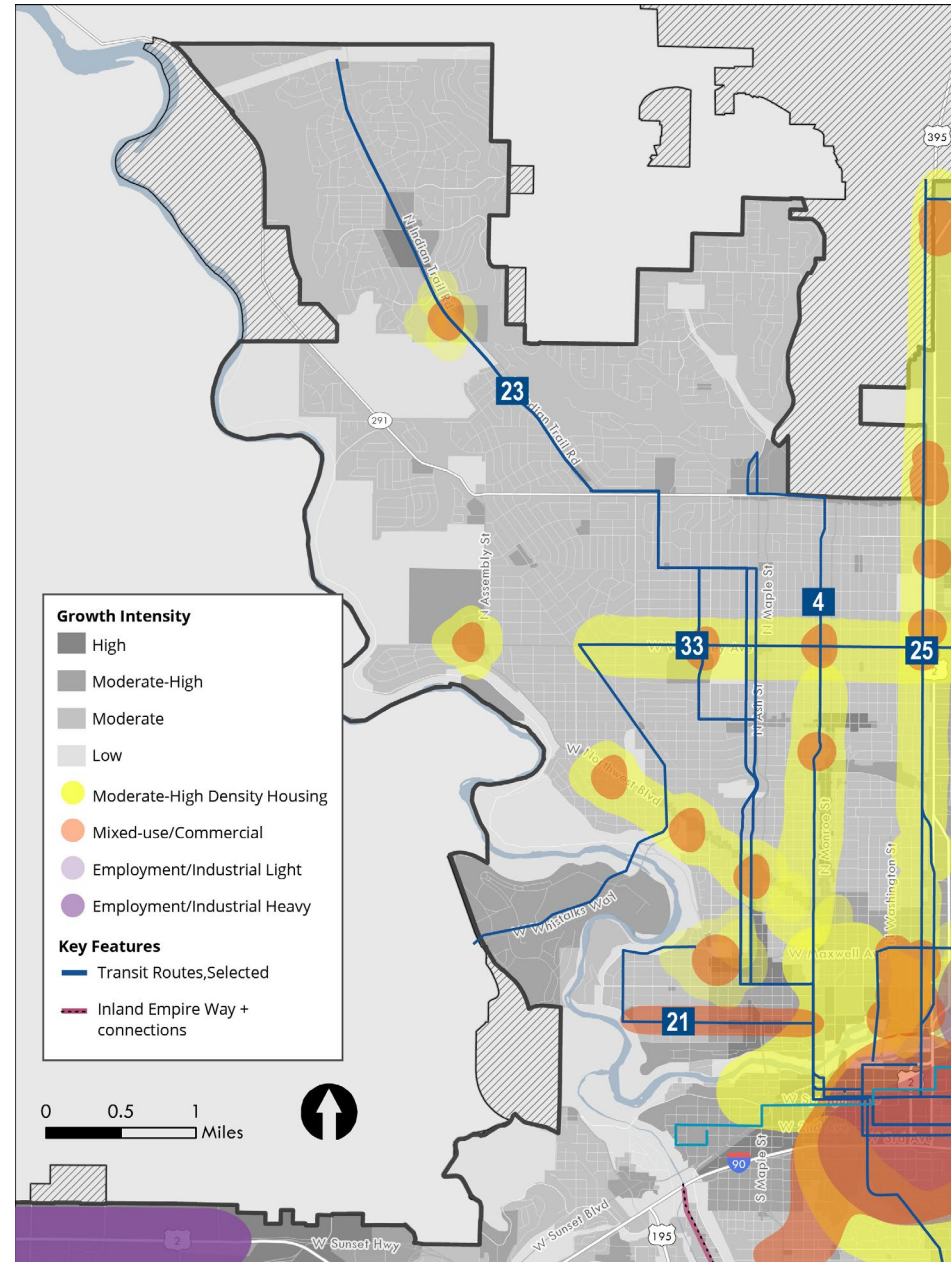 395
N Indian Trail Rd
23
dian Trail Rd
291
N Assembly St
N Maple St
4
33
25
2
N Ash St
Growth Intensity
High
Moderate-High
Moderate
Low
Moderate-High Density Housing
Mixed-use/Commercial
Employment/Industrial Light
Employment/Industrial Heavy
Key Features
Transit Routes,Selected
Inland Empire Way +
connections
W Northwest Blvd
N Monroe St
Washington St
W Whistalks Way
W Maxwell Av
21
2
0 0.5 1
Miles
S Maple St
90
W Sunset Blvd
195
2
W Sunset Hwy